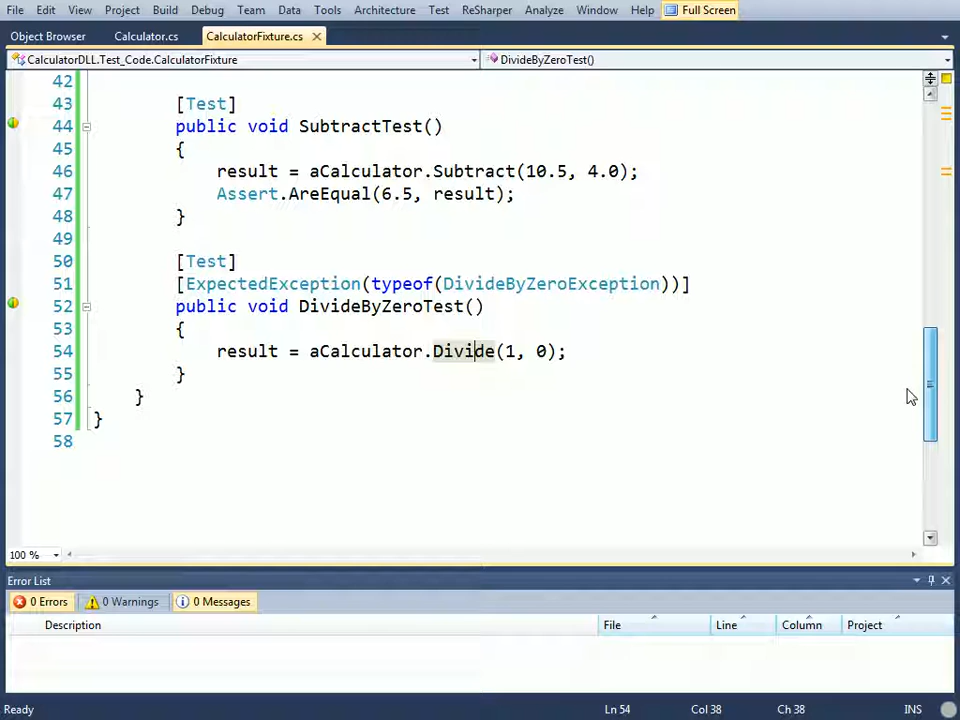 File Edit View Project Build Debug Team Data Tools Architecture Test ReSharper Analyze Window Help Full Screen
Object Browser Calculator.cs CalculatorFixture.cs
CalculatorDLL.Test_Code.CalculatorFixture DivideByZeroTest()
42
43 [Test]
44 public void SubtractTest()
45 {
46 result = aCalculator.Subtract(10.5, 4.0);
47 Assert.AreEqual(6.5, result);
48 }
49
50 [Test]
51 [ExpectedException(typeof(DivideByZeroException))]
52 public void DivideByZeroTest()
53 {
54 result = aCalculator.Divide(1, 0);
55 }
56 }
57 }
58
100 %
Error List
0 Errors 0 Warnings 0 Messages
Description File Line Column Project
Ready Ln 54 Col 38 Ch 38 INS